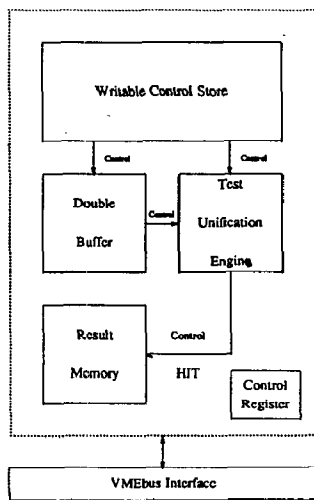 Writable Control Store
Control
Control
Double
Buffer
Control
Test
Unification
Engine
Result
Memory
Control
HIT
Control
Register
VMEbus Interface